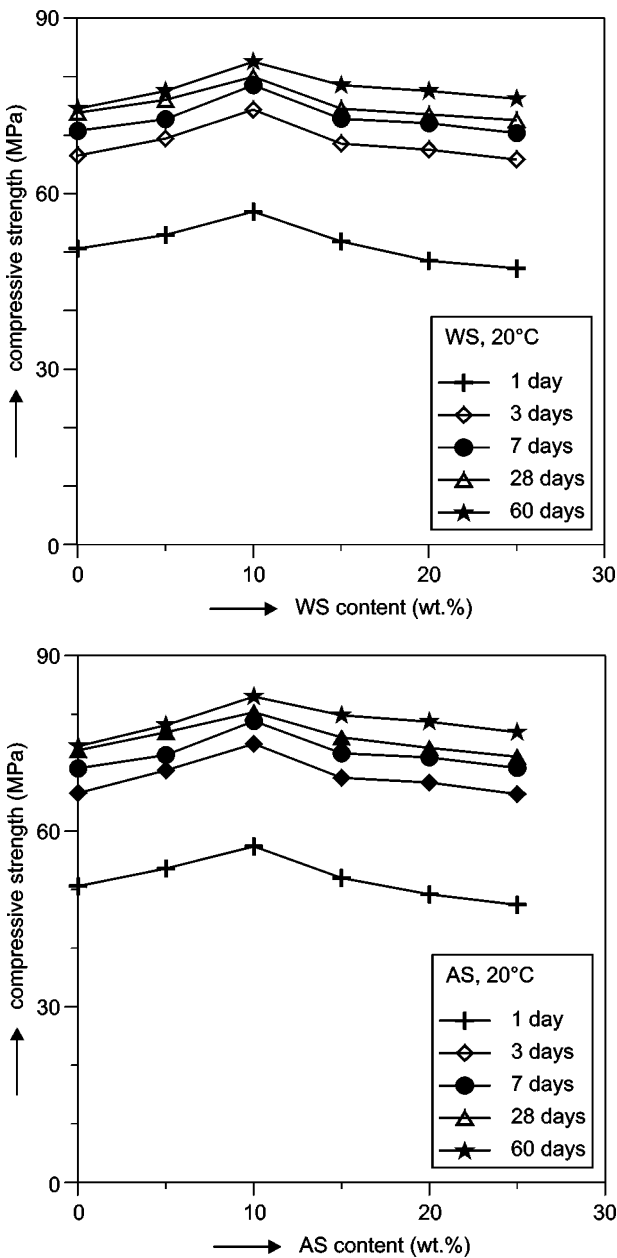 90
60
30
0
compressive strength (MPa)
WS, 20°C
1 day
3 days
7 days
28 days
60 days
0 10 20 30
WS content (wt.%)
90
60
30
0
compressive strength (MPa)
AS, 20°C
1 day
3 days
7 days
28 days
60 days
0 10 20 30
AS content (wt.%)